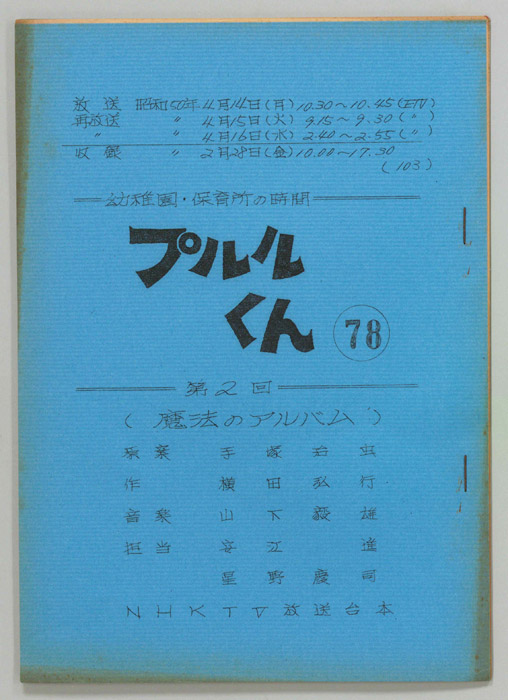 放送 昭和50年4月14日(月)10.30~10.45(ETV)
再放送 〃 4月15日(火) 9.15~9.30(〃)
〃 〃 4月16日(水) 2.40~2.55(〃)
収録 〃 2月28日(金)10.00~17.30
(103)
幼稚園・保育所の時間
プルル
くん
78
第2回
(魔法のアルバム)
原案 手塚治虫
作 横田弘行
音楽 山下毅雄
担当 安江進
星野慶司
NHKTV放送台本